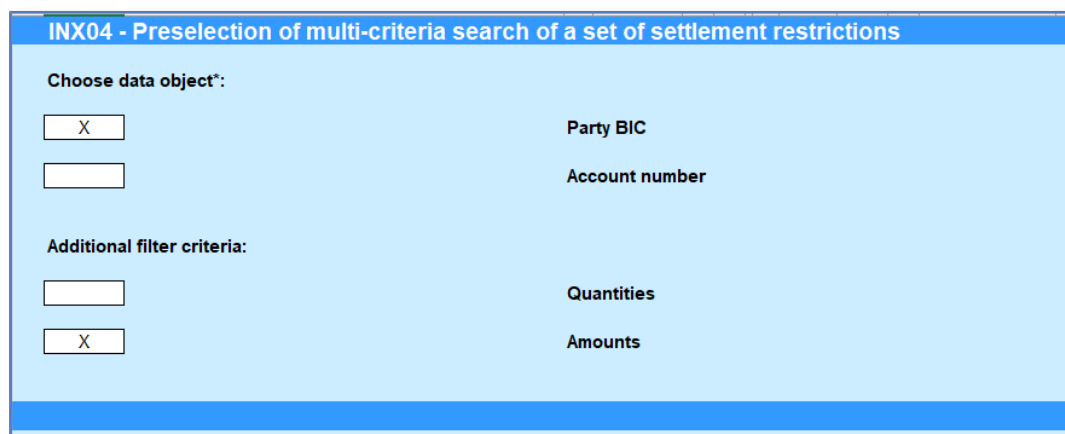 INX04 - Preselection of multi-criteria search of a set of settlement restrictions
Choose data object*:
X Party BIC
Account number
Additional filter criteria:
Quantities
X Amounts